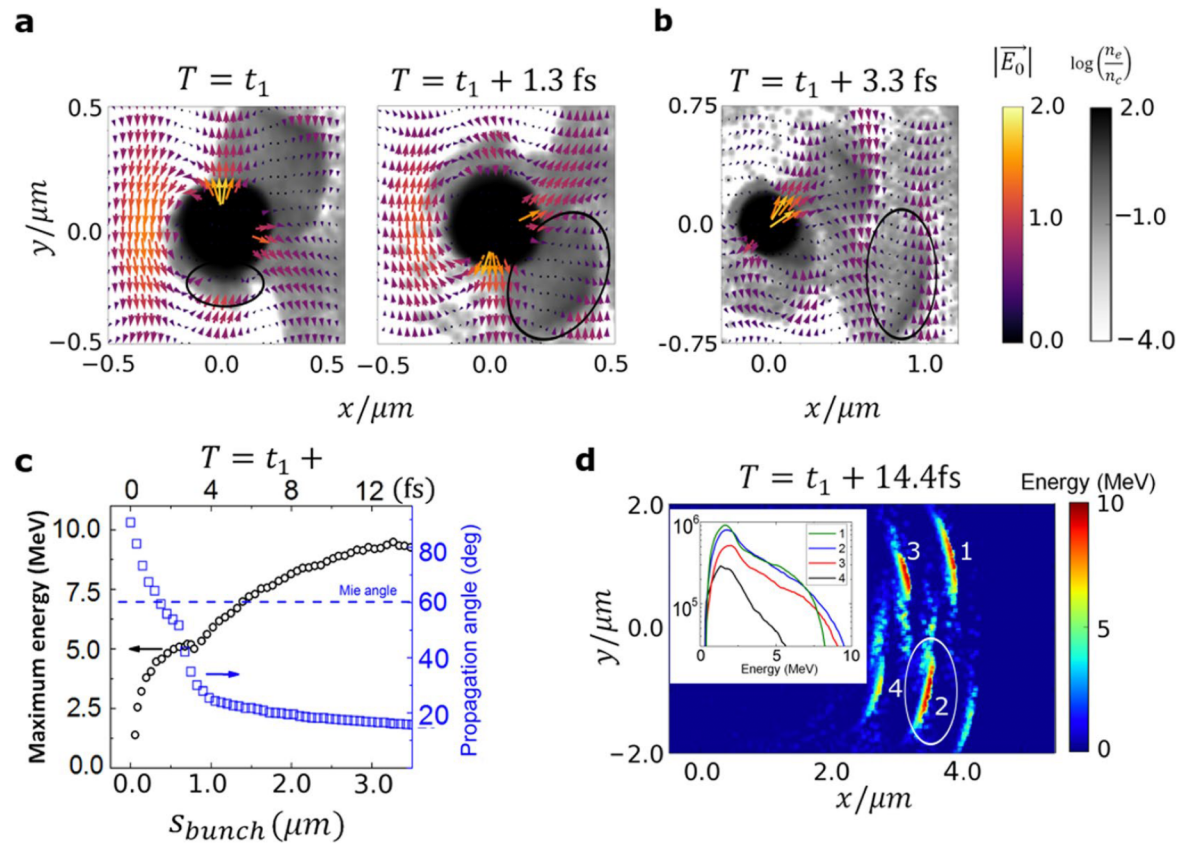 a
T = t₁
T = t₁ + 1.3 fs
b
T = t₁ + 3.3 fs
|E⃗₀|
log(nₑ/n_c)
0.5
0.0
−0.5
y/μm
−0.5
0.0
0.5
−0.5
0.0
0.5
x/μm
0.75
0.0
-0.75
0.0
1.0
2.0
1.0
0.0
2.0
−1.0
−4.0
c
T = t₁ +
0 4 8 12 (fs)
10.0
7.5
5.0
2.5
0.0
Maximum energy (MeV)
Mie angle
80
60
40
20
Propagation angle (deg)
0.0 1.0 2.0 3.0
s_bunch (μm)
d
T = t₁ + 14.4fs
Energy (MeV)
10
5
0
2.0
0.0
−2.0
y/μm
0.0 2.0 4.0
x/μm
10⁶
10⁵
0 5 10
Energy (MeV)
1
2
3
4
3
1
4
2